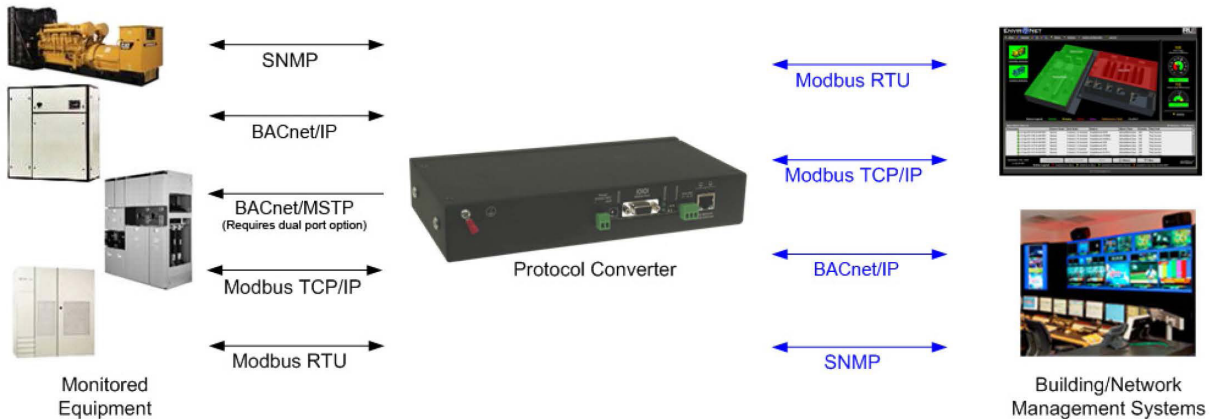 SNMP
BACnet/IP
BACnet/MSTP
(Requires dual port option)
Modbus TCP/IP
Modbus RTU
Monitored
Equipment
Protocol Converter
Modbus RTU
Modbus TCP/IP
BACnet/IP
SNMP
Building/Network
Management Systems